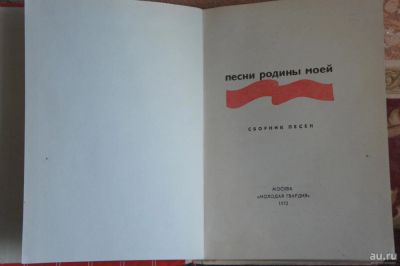 песни родины моей
СБОРНИК ПЕСЕН
МОСКВА
«МОЛОДАЯ ГВАРДИЯ»
1972
au.ru